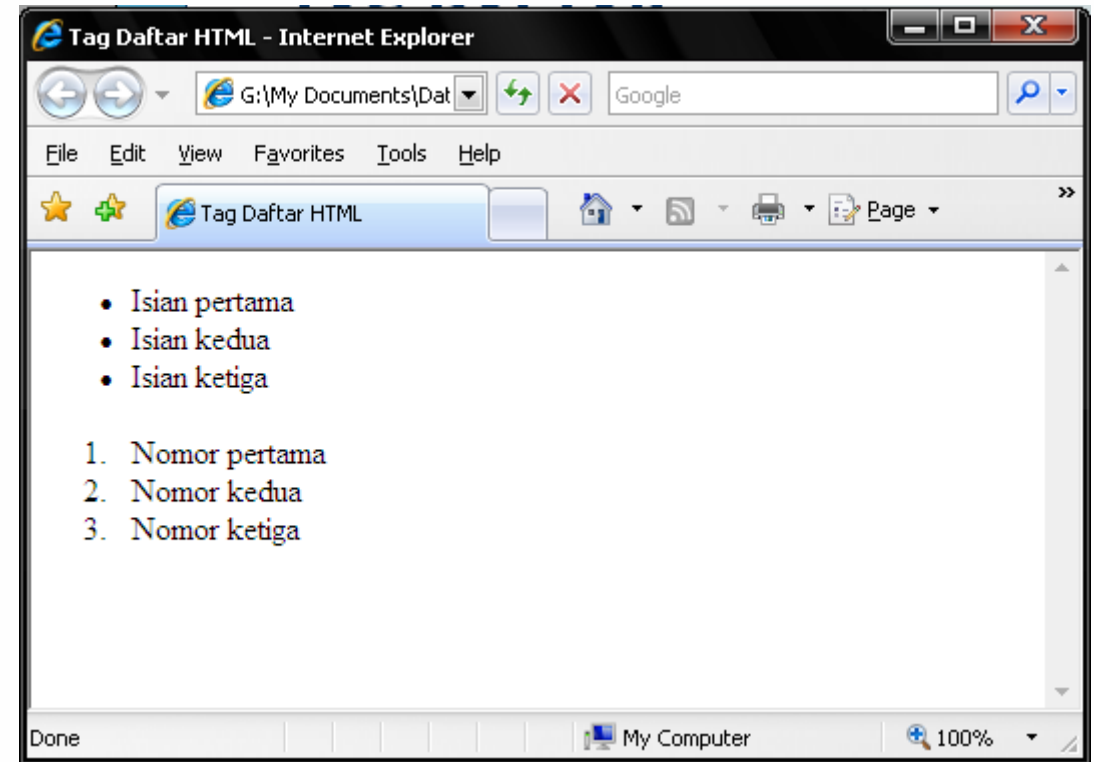 Tag Daftar HTML - Internet Explorer
G:\My Documents\Dat
Google
File Edit View Favorites Tools Help
Tag Daftar HTML
Page
• Isian pertama
• Isian kedua
• Isian ketiga
1. Nomor pertama
2. Nomor kedua
3. Nomor ketiga
Done
My Computer
100%